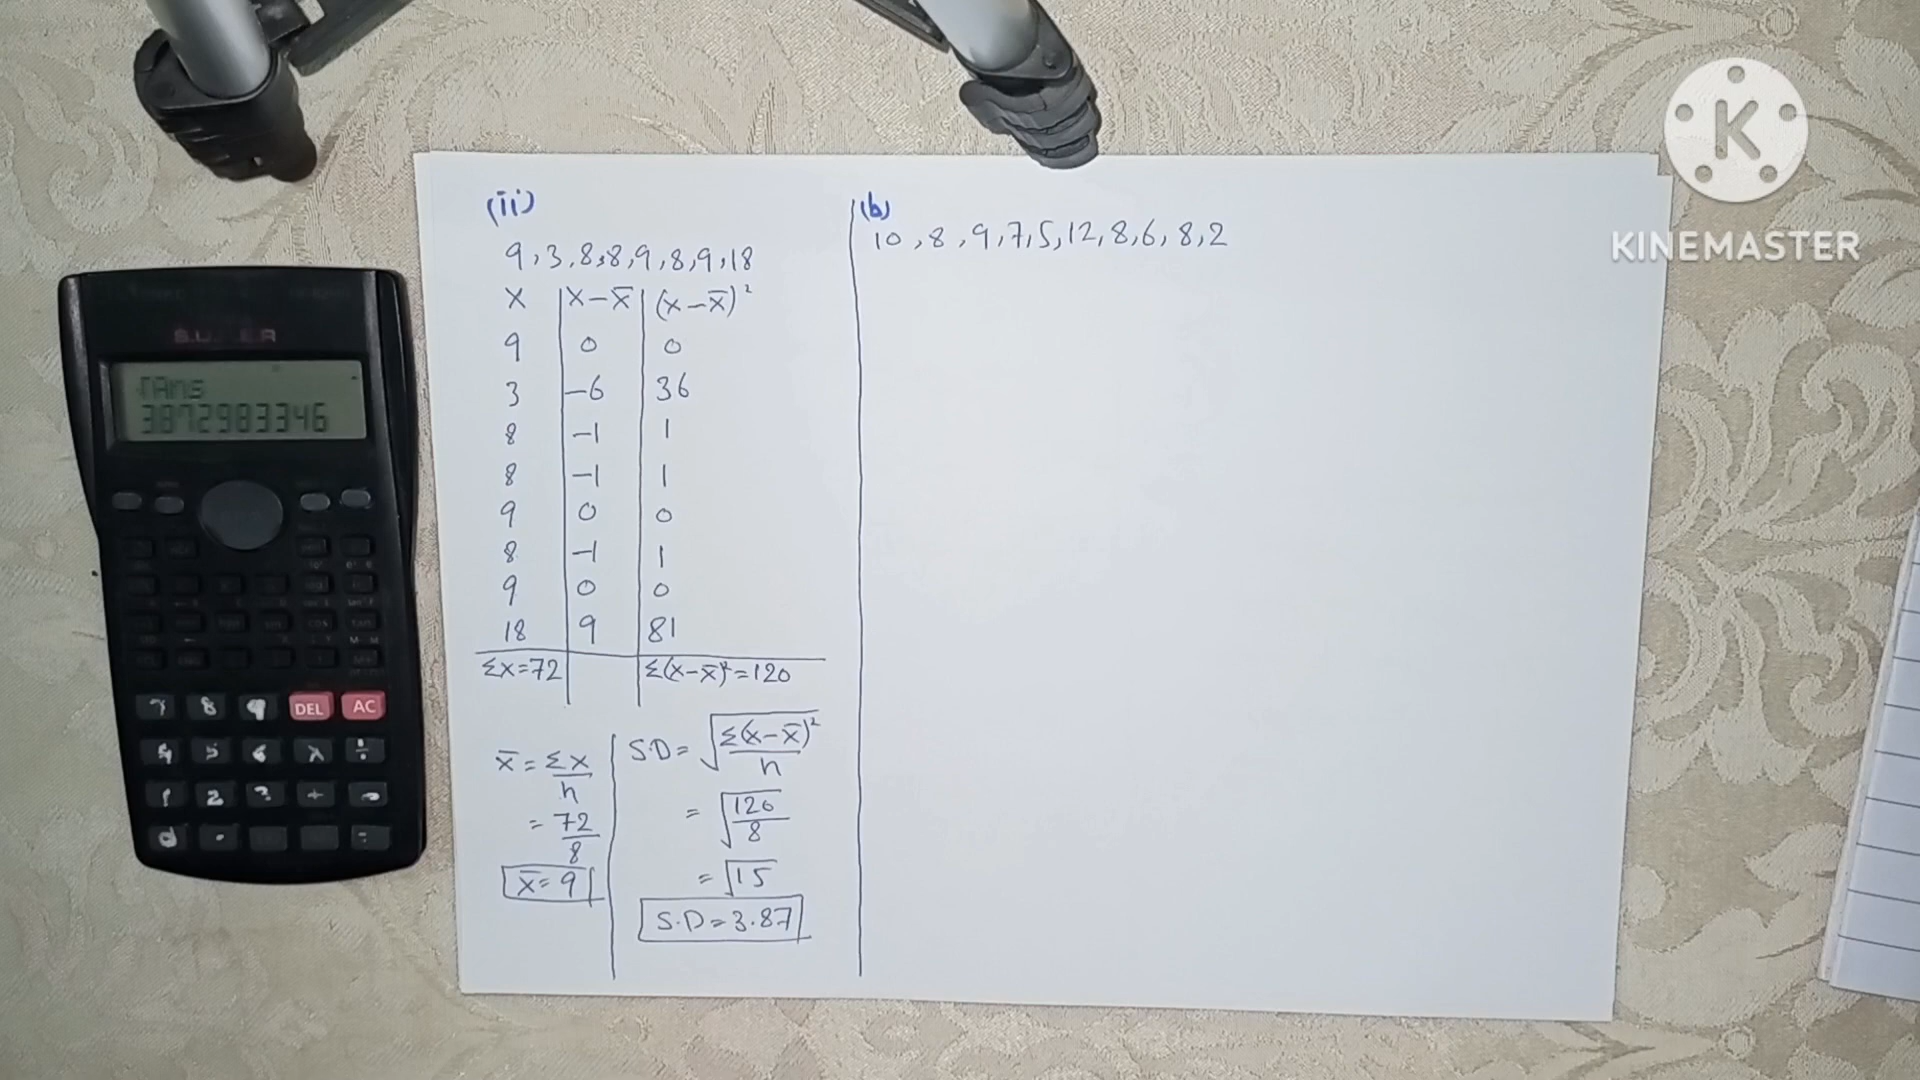 (ii)
9,3,8,8,9,8,9,18
x | x-x̄ | (x-x̄)²
9 | 0 | 0
3 | -6 | 36
8 | -1 | 1
8 | -1 | 1
9 | 0 | 0
8 | -1 | 1
9 | 0 | 0
18 | 9 | 81
Σx=72 | | Σ(x-x̄)²=120
x̄ = Σx/n
= 72/8
x̄ = 9
S.D = √(Σ(x-x̄)²/n)
= √(120/8)
= √15
S.D = 3.87
(b)
10,8,9,7,5,12,8,6,8,2
K
KINEMASTER
√Ans
3.872983346
DEL AC